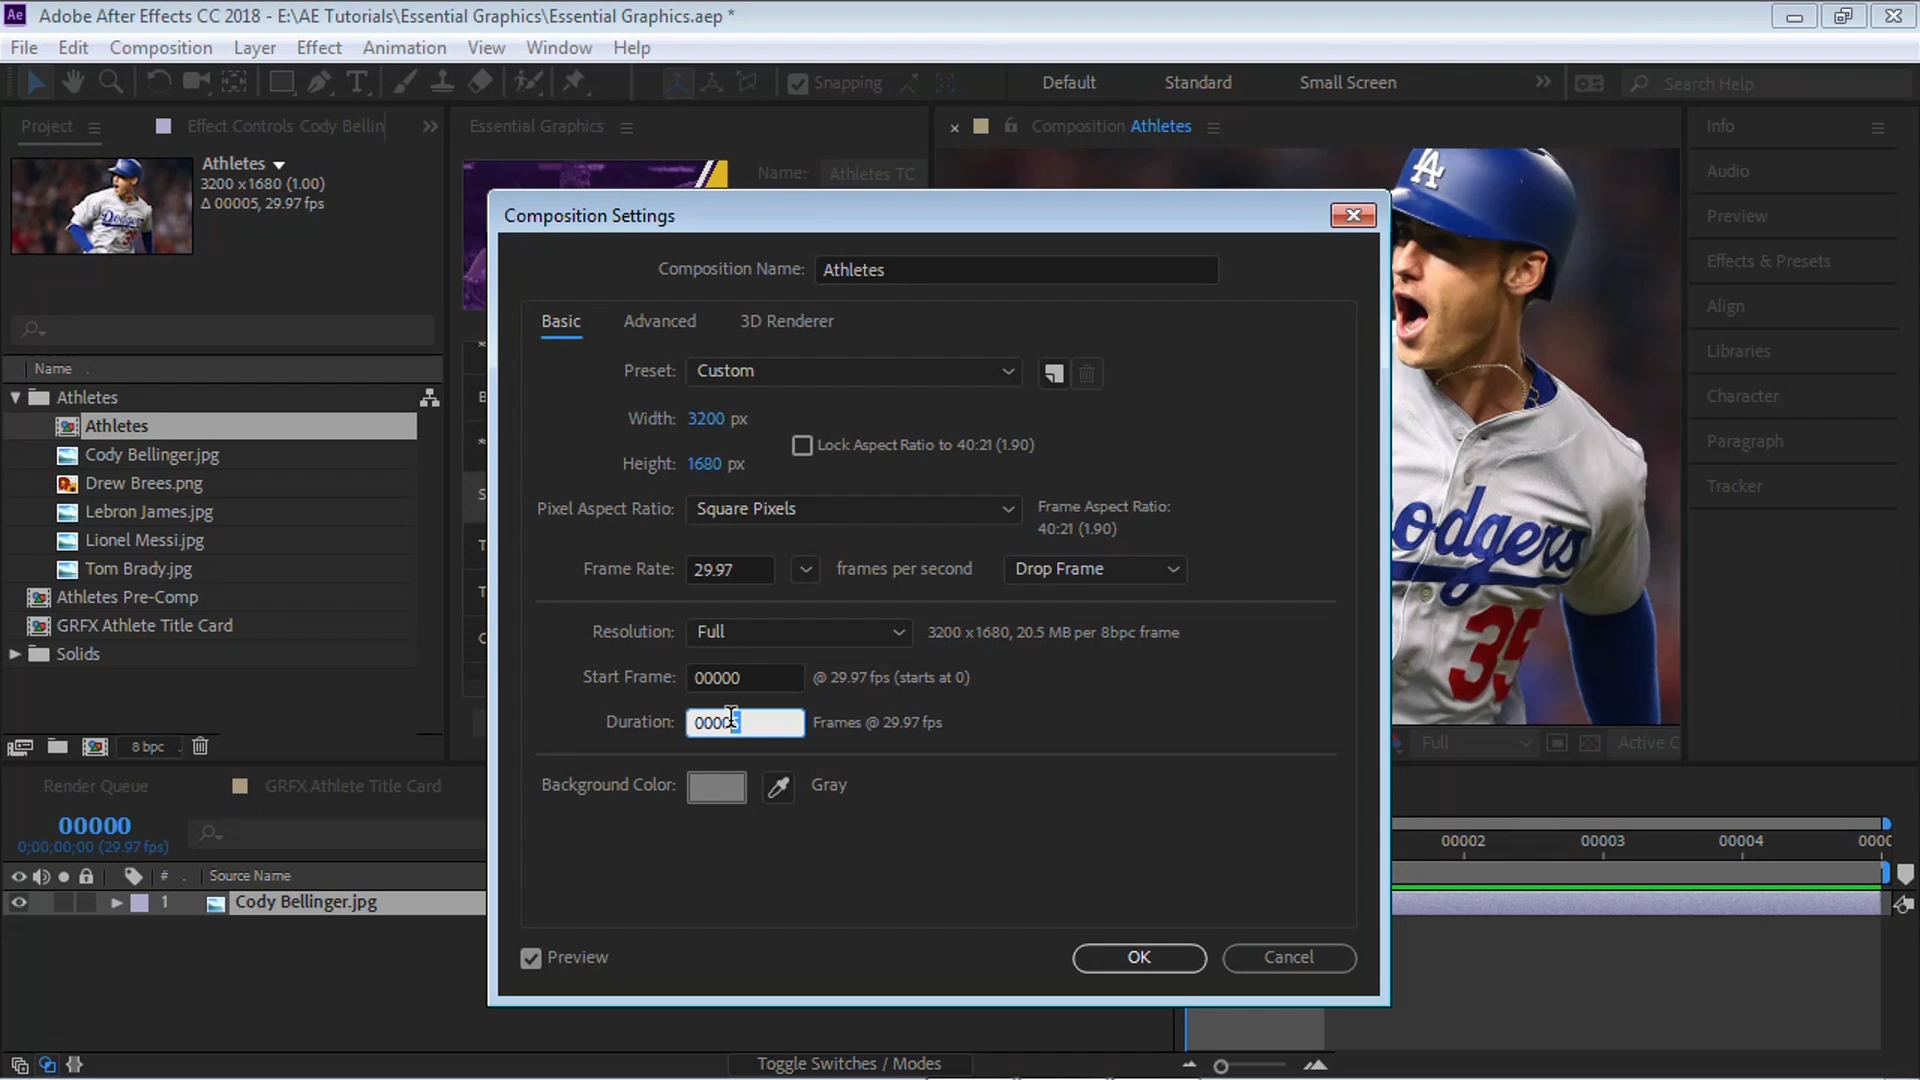 Adobe After Effects CC 2018 - E:\AE Tutorials\Essential Graphics\Essential Graphics.aep *
File Edit Composition Layer Effect Animation View Window Help
Snapping Default Standard Small Screen Search Help
Project Effect Controls Cody Bellin
Athletes
3200 x 1680 (1.00)
Δ 00005, 29.97 fps
Name
Athletes
Athletes
Cody Bellinger.jpg
Drew Brees.png
Lebron James.jpg
Lionel Messi.jpg
Tom Brady.jpg
Athletes Pre-Comp
GRFX Athlete Title Card
Solids
8 bpc
Essential Graphics
Name: Athletes TC
Composition Athletes
LA
Dodgers
35
odgers
35
Full Active C
Info
Audio
Preview
Effects & Presets
Align
Libraries
Character
Paragraph
Tracker
Composition Settings
Composition Name: Athletes
Basic Advanced 3D Renderer
Preset: Custom
Width: 3200 px
Lock Aspect Ratio to 40:21 (1.90)
Height: 1680 px
Pixel Aspect Ratio: Square Pixels
Frame Aspect Ratio:
40:21 (1.90)
Frame Rate: 29.97 frames per second Drop Frame
Resolution: Full 3200 x 1680, 20.5 MB per 8bpc frame
Start Frame: 00000 @ 29.97 fps (starts at 0)
Duration: 00005 Frames @ 29.97 fps
Background Color: Gray
Preview OK Cancel
Render Queue GRFX Athlete Title Card
00000
0;00;00;00 (29.97 fps)
# Source Name
1 Cody Bellinger.jpg
00002 00003 00004 0000
Toggle Switches / Modes